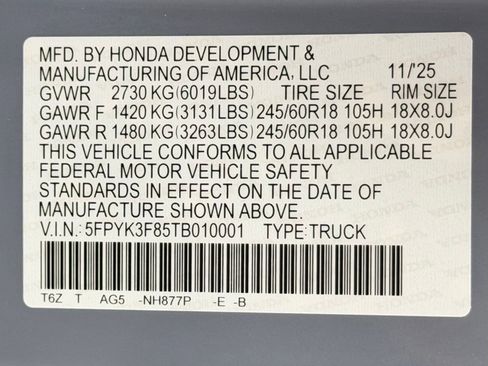 MFD. BY HONDA DEVELOPMENT &
MANUFACTURING OF AMERICA, LLC 11/'25
GVWR 2730 KG(6019LBS) TIRE SIZE RIM SIZE
GAWR F 1420 KG(3131LBS) 245/60R18 105H 18X8.0J
GAWR R 1480 KG(3263LBS) 245/60R18 105H 18X8.0J
THIS VEHICLE CONFORMS TO ALL APPLICABLE
FEDERAL MOTOR VEHICLE SAFETY
STANDARDS IN EFFECT ON THE DATE OF
MANUFACTURE SHOWN ABOVE.
V.I.N.: 5FPYK3F85TB010001 TYPE:TRUCK
T6Z T AG5 -NH877P -E -B